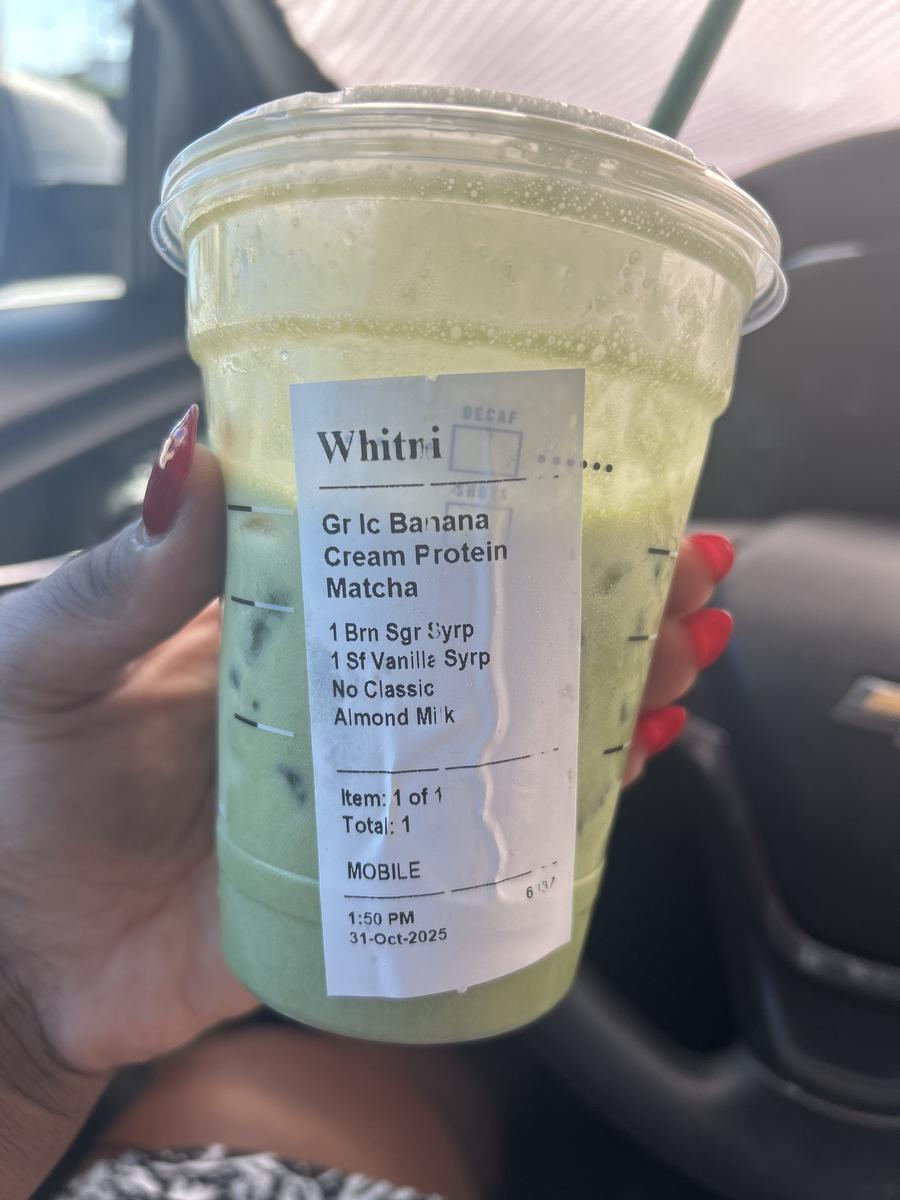 DECAF
Whitni
SHOTS
Gr Ic Banana
Cream Protein
Matcha
1 Brn Sgr Syrp
1 Sf Vanilla Syrp
No Classic
Almond Milk
Item: 1 of 1
Total: 1
MOBILE
1:50 PM
31-Oct-2025